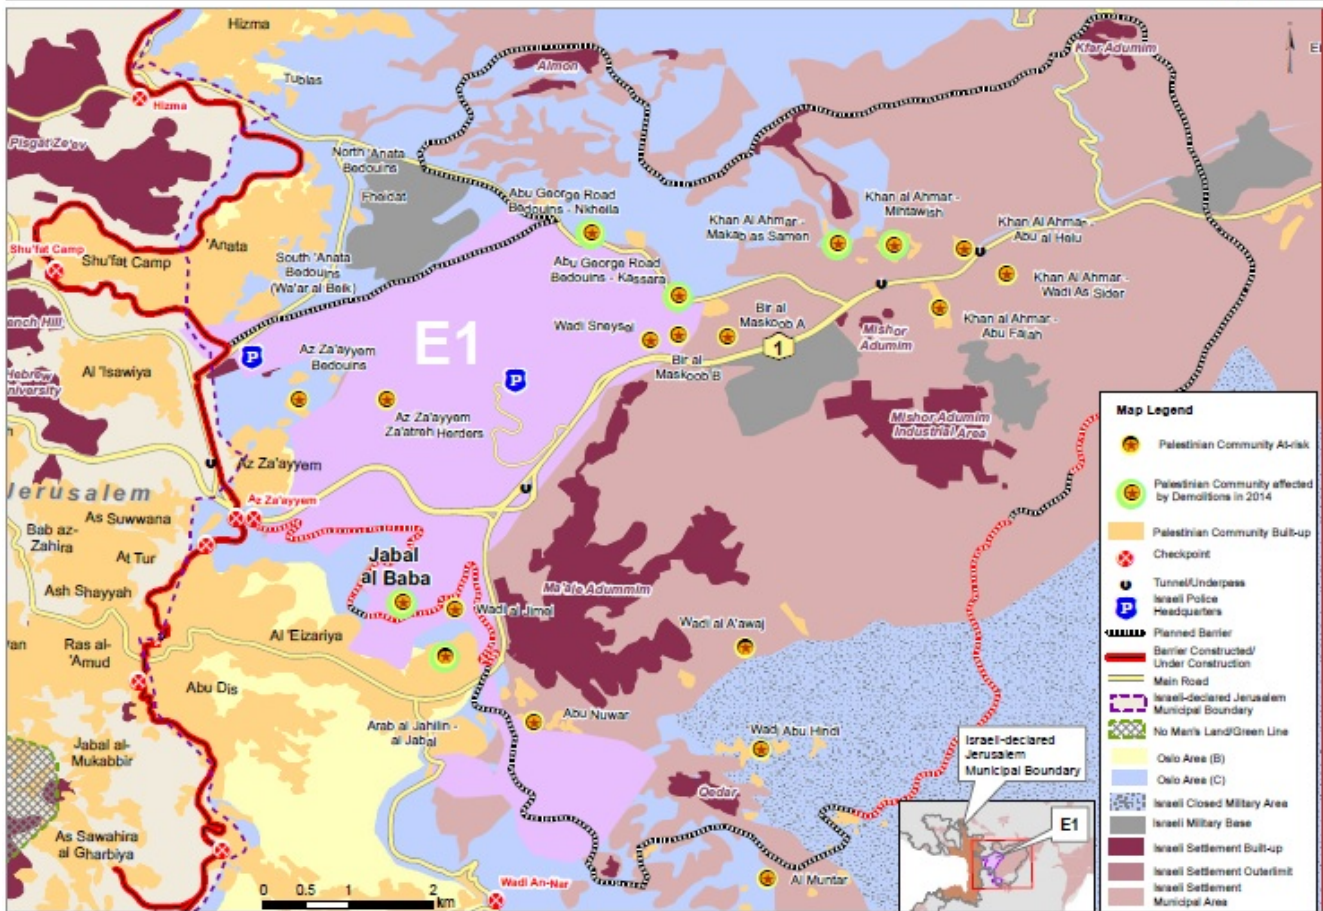 Hizma
Almon
Kfar Adumim
Tublas
Hizma
Pisgat Ze'ev
North 'Anata
Bedouins
Fheidat
Abu George Road
Bedouins - Nkheila
Khan Al Ahmar -
Mihtawish
Khan Al Ahmar -
Makab as Samen
Khan Al Ahmar -
Abu al Helu
'Anata
Shu'fat Camp
Shu'fat Camp
South 'Anata
Bedouins
(Wa'ar al Beik)
Abu George Road
Bedouins - Kassara
Khan Al Ahmar -
Wadi As Sider
Bir al
Maskoob A
Khan al Ahmar -
Abu Falah
Wadi Sneysel
E1
ench Hill
Mishor
Adumim
1
Az Za'ayyem
Bedouins
P
Bir al
Maskoob B
Al 'Isawiya
Hebrew
niversity
P
Az Za'ayyem
Za'atreh Herders
Mishor Adumim
Industrial Area
Az Za'ayyem
Jerusalem
Az Za'ayyem
As Suwwana
Bab az-
Zahira
At Tur
Jabal
al Baba
Ash Shayyah
Ma'ale Adummim
Wadi al Jimel
Wadi al A'awaj
Al 'Eizariya
Ras al-
'Amud
Abu Dis
Abu Nuwar
Arab al Jahilin -
al Jabal
Wadi Abu Hindi
Jabal al-
Mukabbir
Qedar
As Sawahira
al Gharbiya
Al Muntar
Wadi An-Nar
0 0.5 1 2
km
Israeli-declared
Jerusalem
Municipal Boundary
E1
Map Legend
Palestinian Community At-risk
Palestinian Community affected
by Demolitions in 2014
Palestinian Community Built-up
Checkpoint
Tunnel/Underpass
P
Israeli Police
Headquarters
Planned Barrier
Barrier Constructed/
Under Construction
Main Road
Israeli-declared Jerusalem
Municipal Boundary
No Man's Land/Green Line
Oslo Area (B)
Oslo Area (C)
Israeli Closed Military Area
Israeli Military Base
Israeli Settlement Built-up
Israeli Settlement Outerlimit
Israeli Settlement
Municipal Area